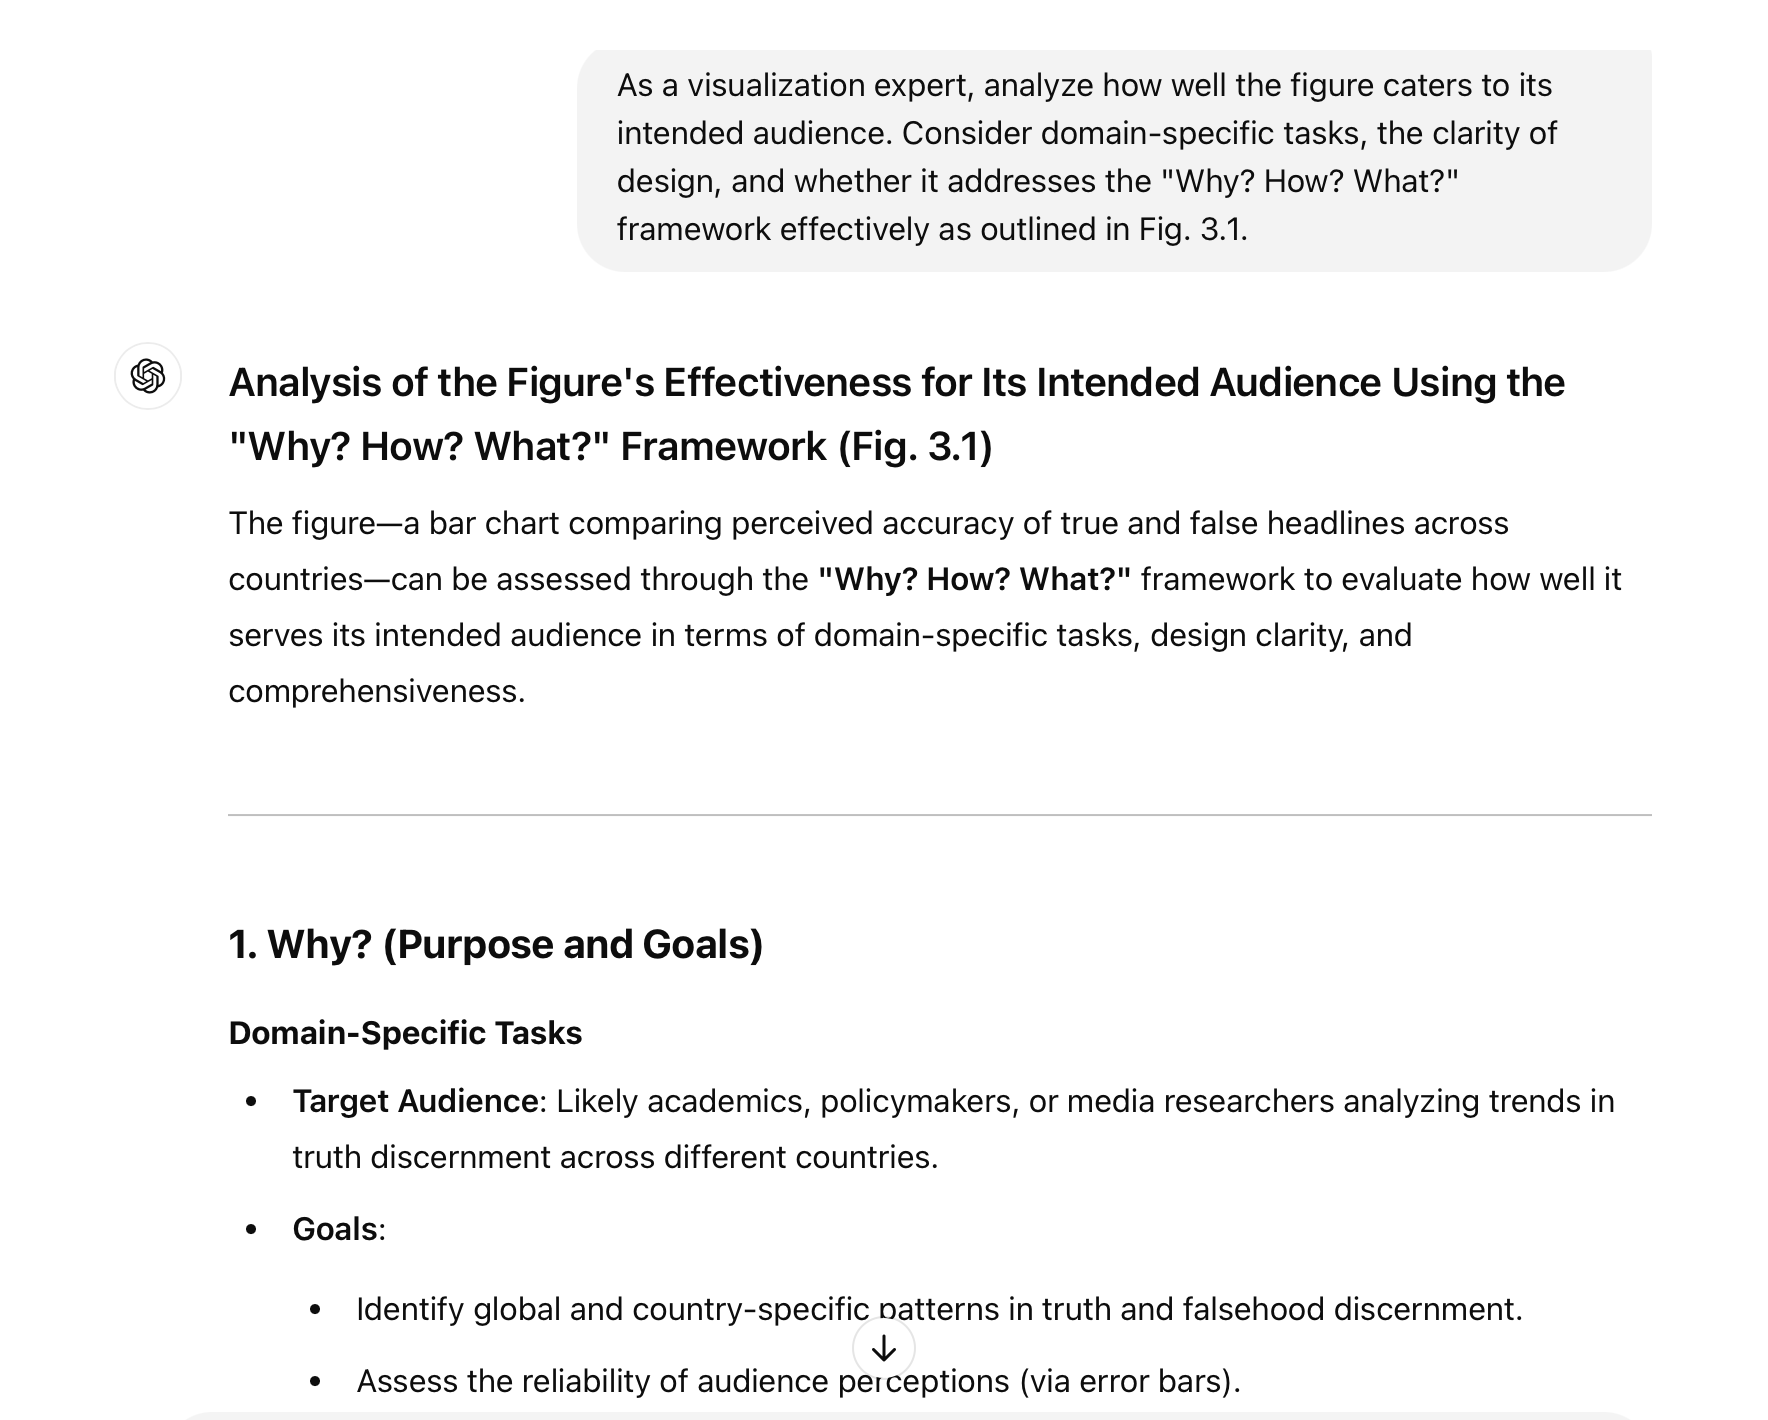 As a visualization expert, analyze how well the figure caters to its
intended audience. Consider domain-specific tasks, the clarity of
design, and whether it addresses the "Why? How? What?"
framework effectively as outlined in Fig. 3.1.
Analysis of the Figure's Effectiveness for Its Intended Audience Using the
"Why? How? What?" Framework (Fig. 3.1)
The figure—a bar chart comparing perceived accuracy of true and false headlines across
countries—can be assessed through the "Why? How? What?" framework to evaluate how well it
serves its intended audience in terms of domain-specific tasks, design clarity, and
comprehensiveness.
1. Why? (Purpose and Goals)
Domain-Specific Tasks
• Target Audience: Likely academics, policymakers, or media researchers analyzing trends in
truth discernment across different countries.
• Goals:
• Identify global and country-specific patterns in truth and falsehood discernment.
• Assess the reliability of audience perceptions (via error bars).